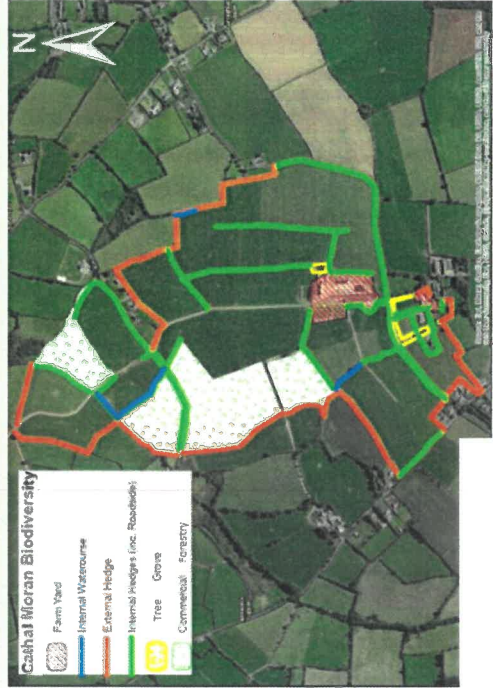 N
Cathal Moran Biodiversity
Farm Yard
Internal Watercourse
External Hedge
Internal Hedges (inc. Roadside)
Tree Grove
Commercial Forestry